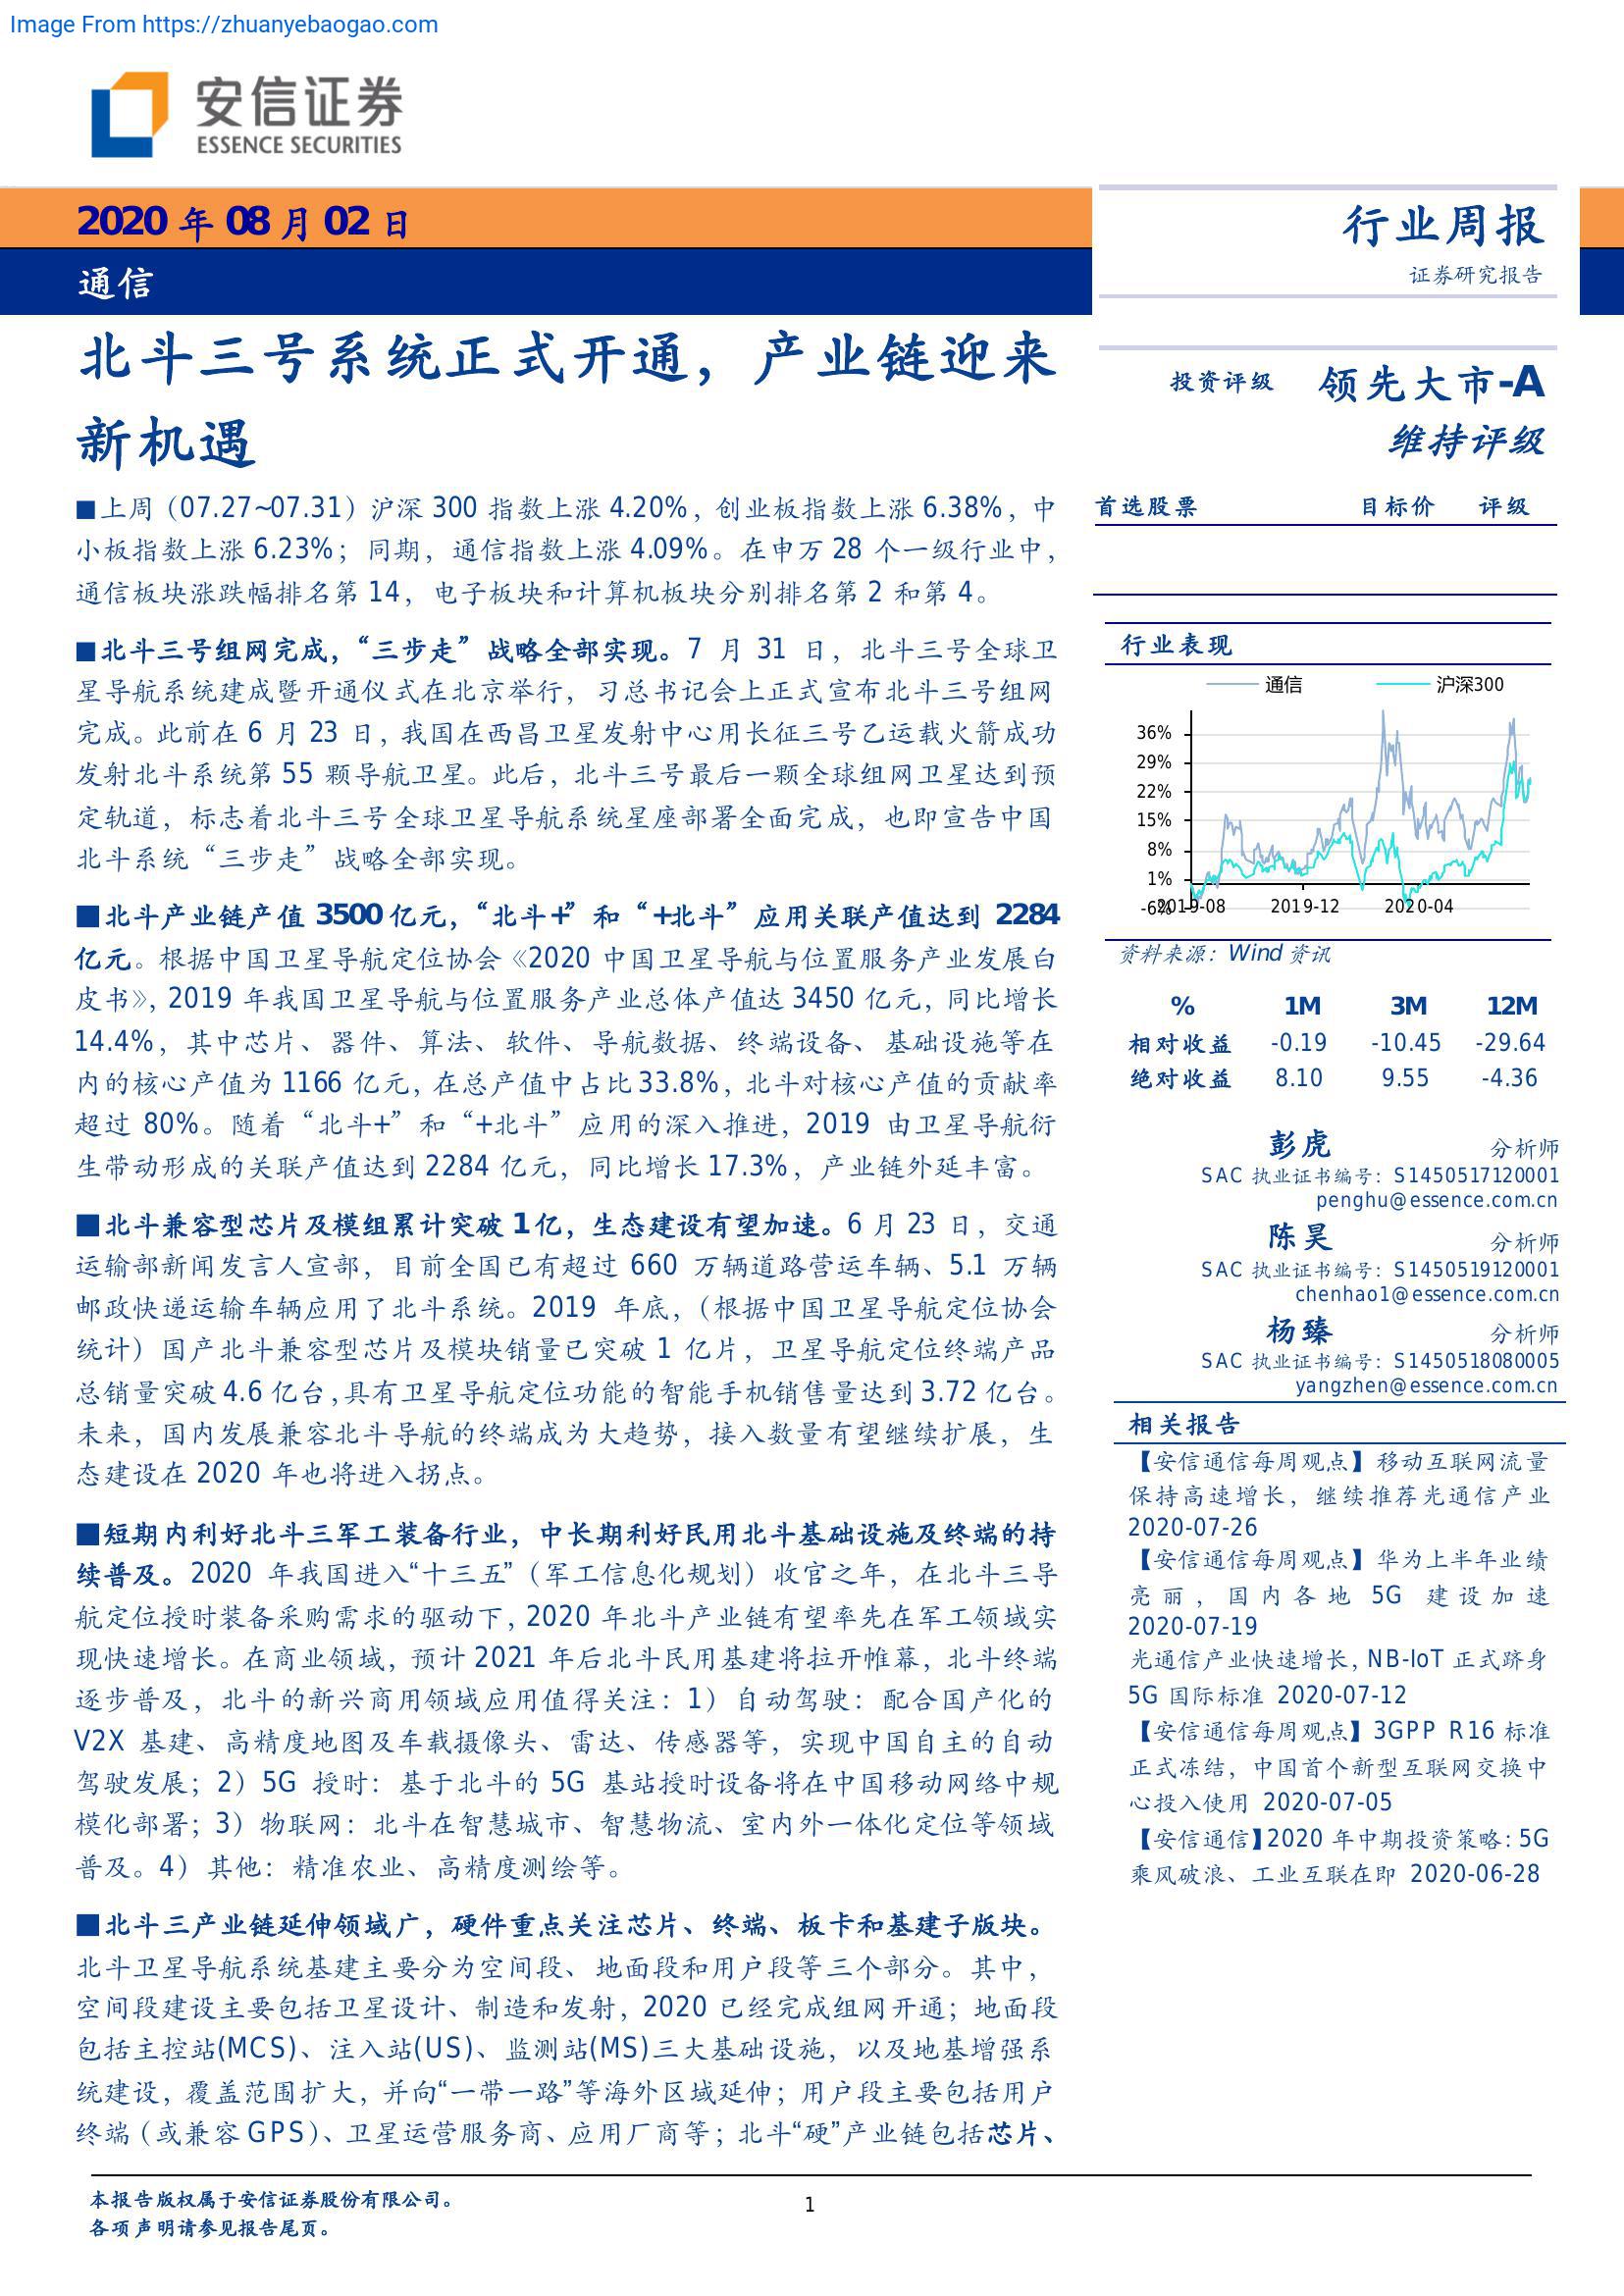 Image From https://zhuanyebaogao.com
安信证券
ESSENCE SECURITIES
2020 年 08 月 02 日
通信
行业周报
证券研究报告
北斗三号系统正式开通，产业链迎来
新机遇
■上周（07.27~07.31）沪深 300 指数上涨 4.20%，创业板指数上涨 6.38%，中
小板指数上涨 6.23%；同期，通信指数上涨 4.09%。在申万 28 个一级行业中，
通信板块涨跌幅排名第 14，电子板块和计算机板块分别排名第 2 和第 4。
■北斗三号组网完成，“三步走”战略全部实现。7 月 31 日，北斗三号全球卫
星导航系统建成暨开通仪式在北京举行，习总书记会上正式宣布北斗三号组网
完成。此前在 6 月 23 日，我国在西昌卫星发射中心用长征三号乙运载火箭成功
发射北斗系统第 55 颗导航卫星。此后，北斗三号最后一颗全球组网卫星达到预
定轨道，标志着北斗三号全球卫星导航系统星座部署全面完成，也即宣告中国
北斗系统“三步走”战略全部实现。
■北斗产业链产值 3500 亿元，“北斗+”和“+北斗”应用关联产值达到 2284
亿元。根据中国卫星导航定位协会《2020 中国卫星导航与位置服务产业发展白
皮书》，2019 年我国卫星导航与位置服务产业总体产值达 3450 亿元，同比增长
14.4%，其中芯片、器件、算法、软件、导航数据、终端设备、基础设施等在
内的核心产值为 1166 亿元，在总产值中占比 33.8%，北斗对核心产值的贡献率
超过 80%。随着“北斗+”和“+北斗”应用的深入推进，2019 由卫星导航衍
生带动形成的关联产值达到 2284 亿元，同比增长 17.3%，产业链外延丰富。
■北斗兼容型芯片及模组累计突破 1 亿，生态建设有望加速。6 月 23 日，交通
运输部新闻发言人宣部，目前全国已有超过 660 万辆道路营运车辆、5.1 万辆
邮政快递运输车辆应用了北斗系统。2019 年底，（根据中国卫星导航定位协会
统计）国产北斗兼容型芯片及模块销量已突破 1 亿片，卫星导航定位终端产品
总销量突破 4.6 亿台,具有卫星导航定位功能的智能手机销售量达到 3.72 亿台。
未来，国内发展兼容北斗导航的终端成为大趋势，接入数量有望继续扩展，生
态建设在 2020 年也将进入拐点。
■短期内利好北斗三军工装备行业，中长期利好民用北斗基础设施及终端的持
续普及。2020 年我国进入“十三五”（军工信息化规划）收官之年，在北斗三导
航定位授时装备采购需求的驱动下，2020 年北斗产业链有望率先在军工领域实
现快速增长。在商业领域，预计 2021 年后北斗民用基建将拉开帷幕，北斗终端
逐步普及，北斗的新兴商用领域应用值得关注：1）自动驾驶：配合国产化的
V2X 基建、高精度地图及车载摄像头、雷达、传感器等，实现中国自主的自动
驾驶发展；2）5G 授时：基于北斗的 5G 基站授时设备将在中国移动网络中规
模化部署；3）物联网：北斗在智慧城市、智慧物流、室内外一体化定位等领域
普及。4）其他：精准农业、高精度测绘等。
■北斗三产业链延伸领域广，硬件重点关注芯片、终端、板卡和基建子版块。
北斗卫星导航系统基建主要分为空间段、地面段和用户段等三个部分。其中，
空间段建设主要包括卫星设计、制造和发射，2020 已经完成组网开通；地面段
包括主控站(MCS)、注入站(US)、监测站(MS)三大基础设施，以及地基增强系
统建设，覆盖范围扩大，并向“一带一路”等海外区域延伸；用户段主要包括用户
终端（或兼容 GPS）、卫星运营服务商、应用厂商等；北斗“硬”产业链包括芯片、
投资评级 领先大市-A
维持评级
首选股票 目标价 评级
行业表现
通信 沪深300
36%
29%
22%
15%
8%
1%
-6%
2019-08 2019-12 2020-04
资料来源：Wind 资讯
% 1M 3M 12M
相对收益 -0.19 -10.45 -29.64
绝对收益 8.10 9.55 -4.36
彭虎 分析师
SAC 执业证书编号：S1450517120001
penghu@essence.com.cn
陈昊 分析师
SAC 执业证书编号：S1450519120001
chenhao1@essence.com.cn
杨臻 分析师
SAC 执业证书编号：S1450518080005
yangzhen@essence.com.cn
相关报告
【安信通信每周观点】移动互联网流量
保持高速增长，继续推荐光通信产业
2020-07-26
【安信通信每周观点】华为上半年业绩
亮丽，国内各地 5G 建设加速
2020-07-19
光通信产业快速增长，NB-IoT 正式跻身
5G 国际标准 2020-07-12
【安信通信每周观点】3GPP R16 标准
正式冻结，中国首个新型互联网交换中
心投入使用 2020-07-05
【安信通信】2020 年中期投资策略：5G
乘风破浪、工业互联在即 2020-06-28
本报告版权属于安信证券股份有限公司。
各项声明请参见报告尾页。
1